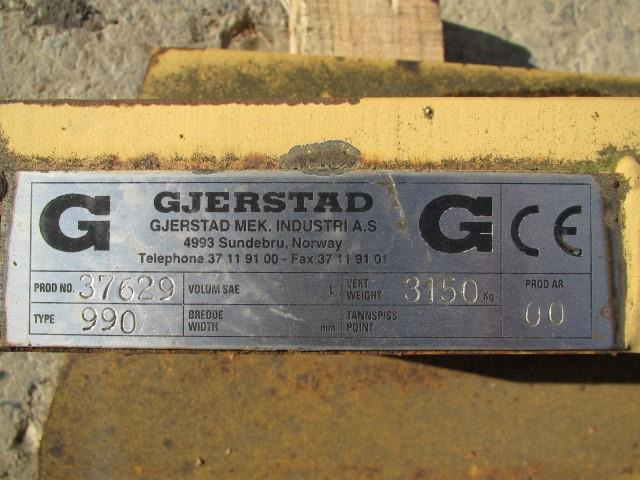 G GJERSTAD G CE
GJERSTAD MEK. INDUSTRI A.S
4993 Sundebru, Norway
Telephone 37 11 91 00 - Fax 37 11 91 01
PROD NO. 37629 VOLUM SAE L VEKT WEIGHT 3150 Kg PROD AR 00
TYPE 990 BREDDE WIDTH mm TANNSPISS POINT